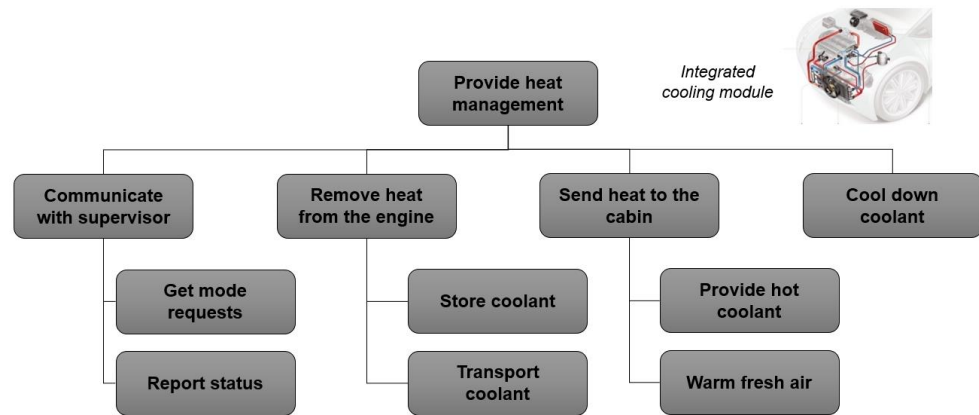 Provide heat
management
Integrated
cooling module
Communicate
with supervisor
Remove heat
from the engine
Send heat to the
cabin
Cool down
coolant
Get mode
requests
Store coolant
Provide hot
coolant
Report status
Transport
coolant
Warm fresh air